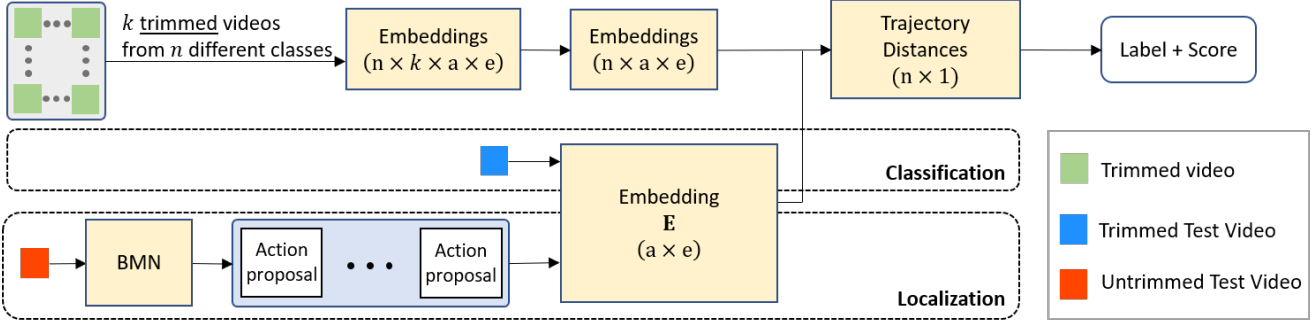 k trimmed videos
from n different classes
Embeddings
(n × k × a × e)
Embeddings
(n × a × e)
Trajectory
Distances
(n × 1)
Label + Score
Classification
Embedding
E
(a × e)
BMN
Action
proposal
• • •
Action
proposal
Localization
Trimmed video
Trimmed Test Video
Untrimmed Test Video